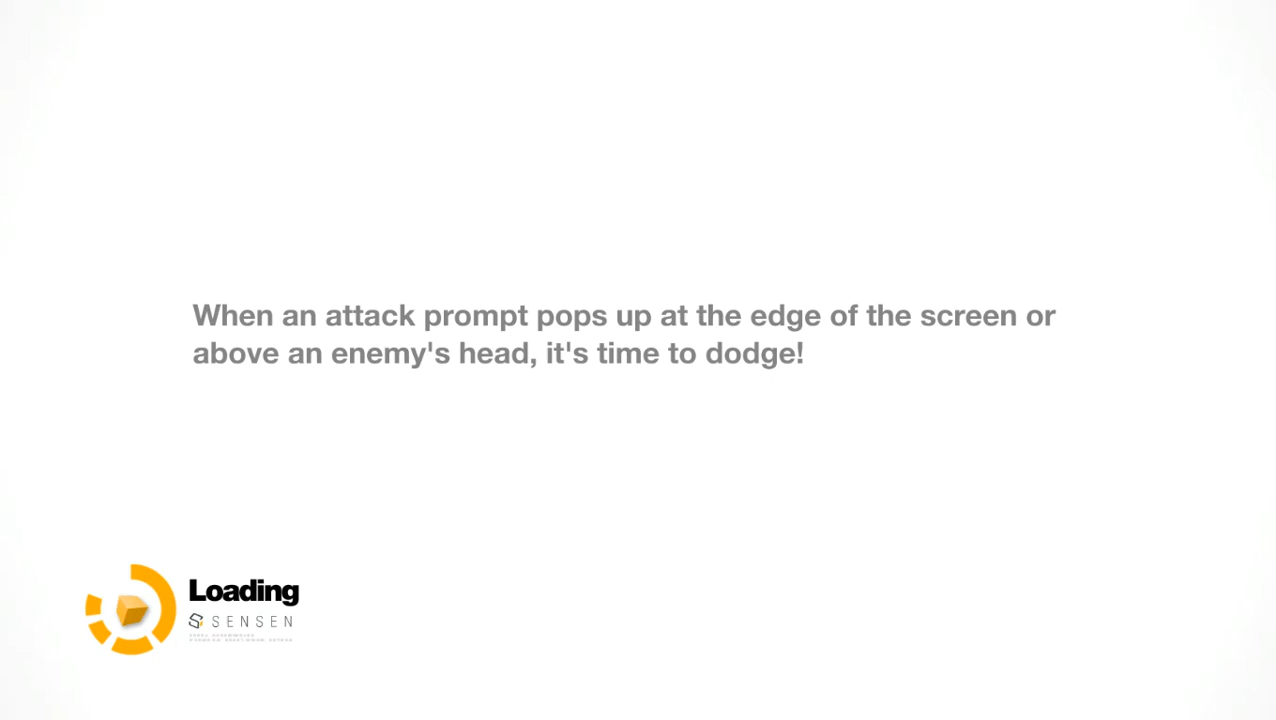 When an attack prompt pops up at the edge of the screen or
above an enemy's head, it's time to dodge!
Loading
SENSEN